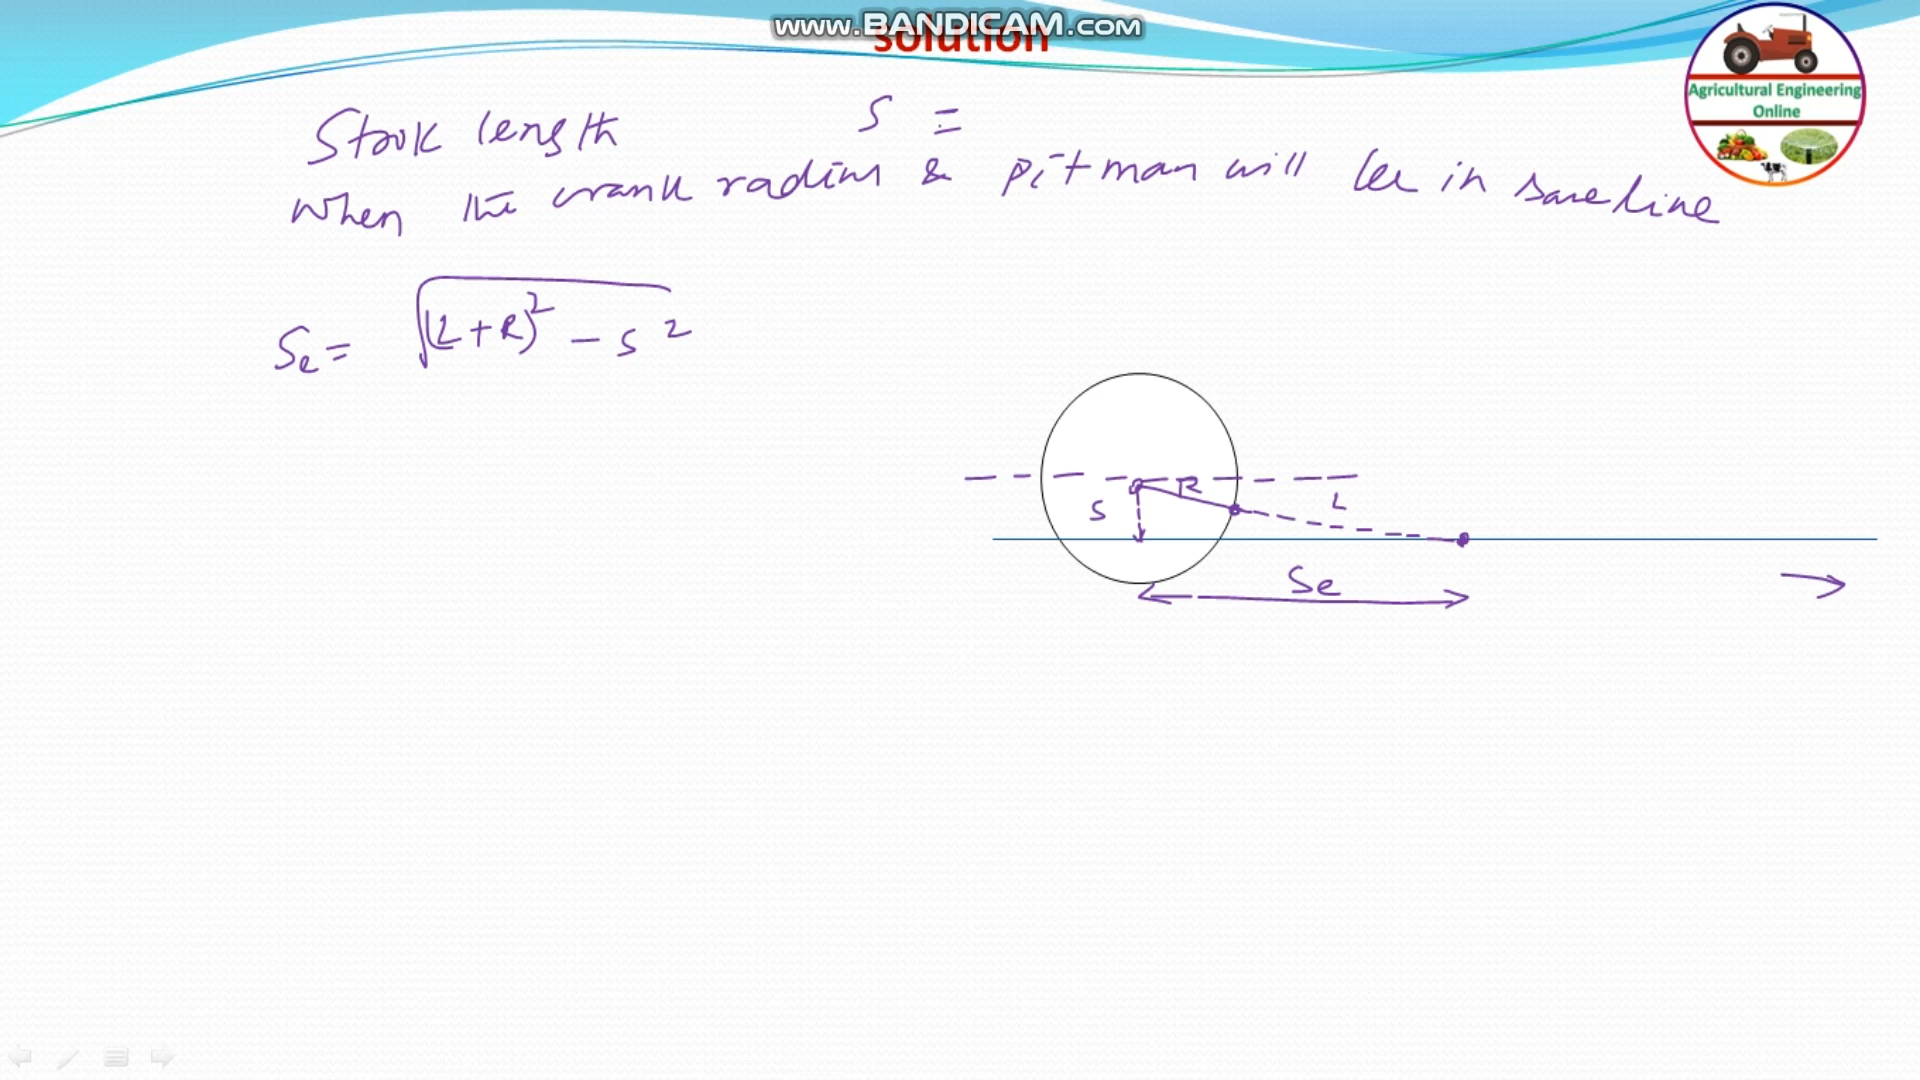 www.BANDICAM.com
solution
Agricultural Engineering
Online
Strok length S =
When the crank radius & pitman will be in same line
Se = √(L+R)² - s²
R
L
S
Se